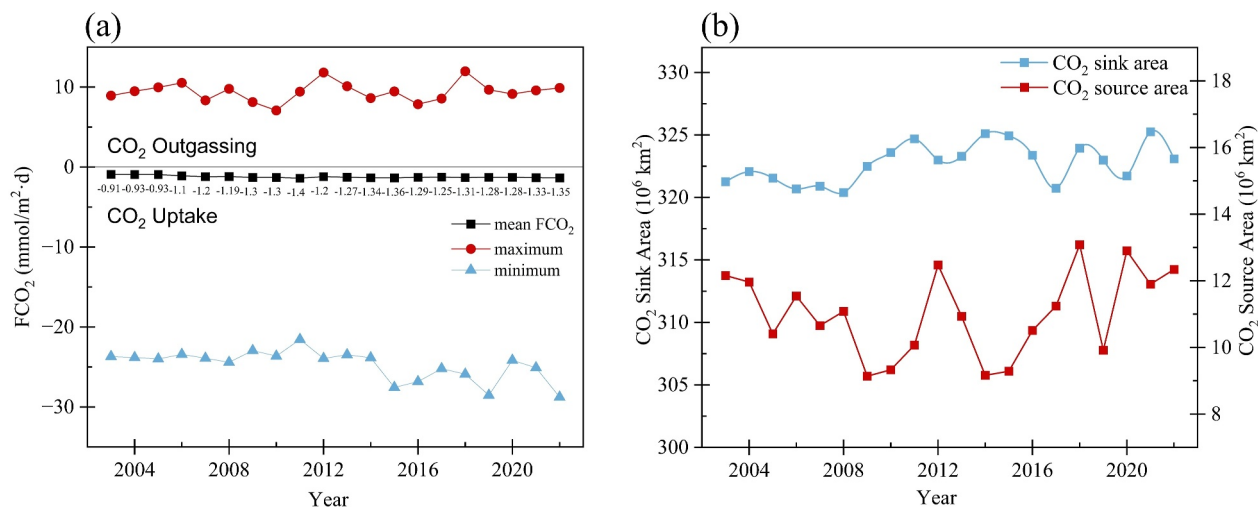 (a)
10
0
−10
−20
−30
FCO₂ (mmol/m²·d)
CO₂ Outgassing
-0.91 -0.93 -0.93 -1.1 -1.2 -1.19 -1.3 -1.3 -1.4 -1.2 -1.27 -1.34 -1.36 -1.29 -1.25 -1.31 -1.28 -1.28 -1.33 -1.35
CO₂ Uptake
mean FCO₂
maximum
minimum
2004 2008 2012 2016 2020
Year
(b)
330
325
320
315
310
305
300
CO₂ Sink Area (10⁶ km²)
CO₂ sink area
CO₂ source area
18
16
14
12
10
8
CO₂ Source Area (10⁶ km²)
2004 2008 2012 2016 2020
Year